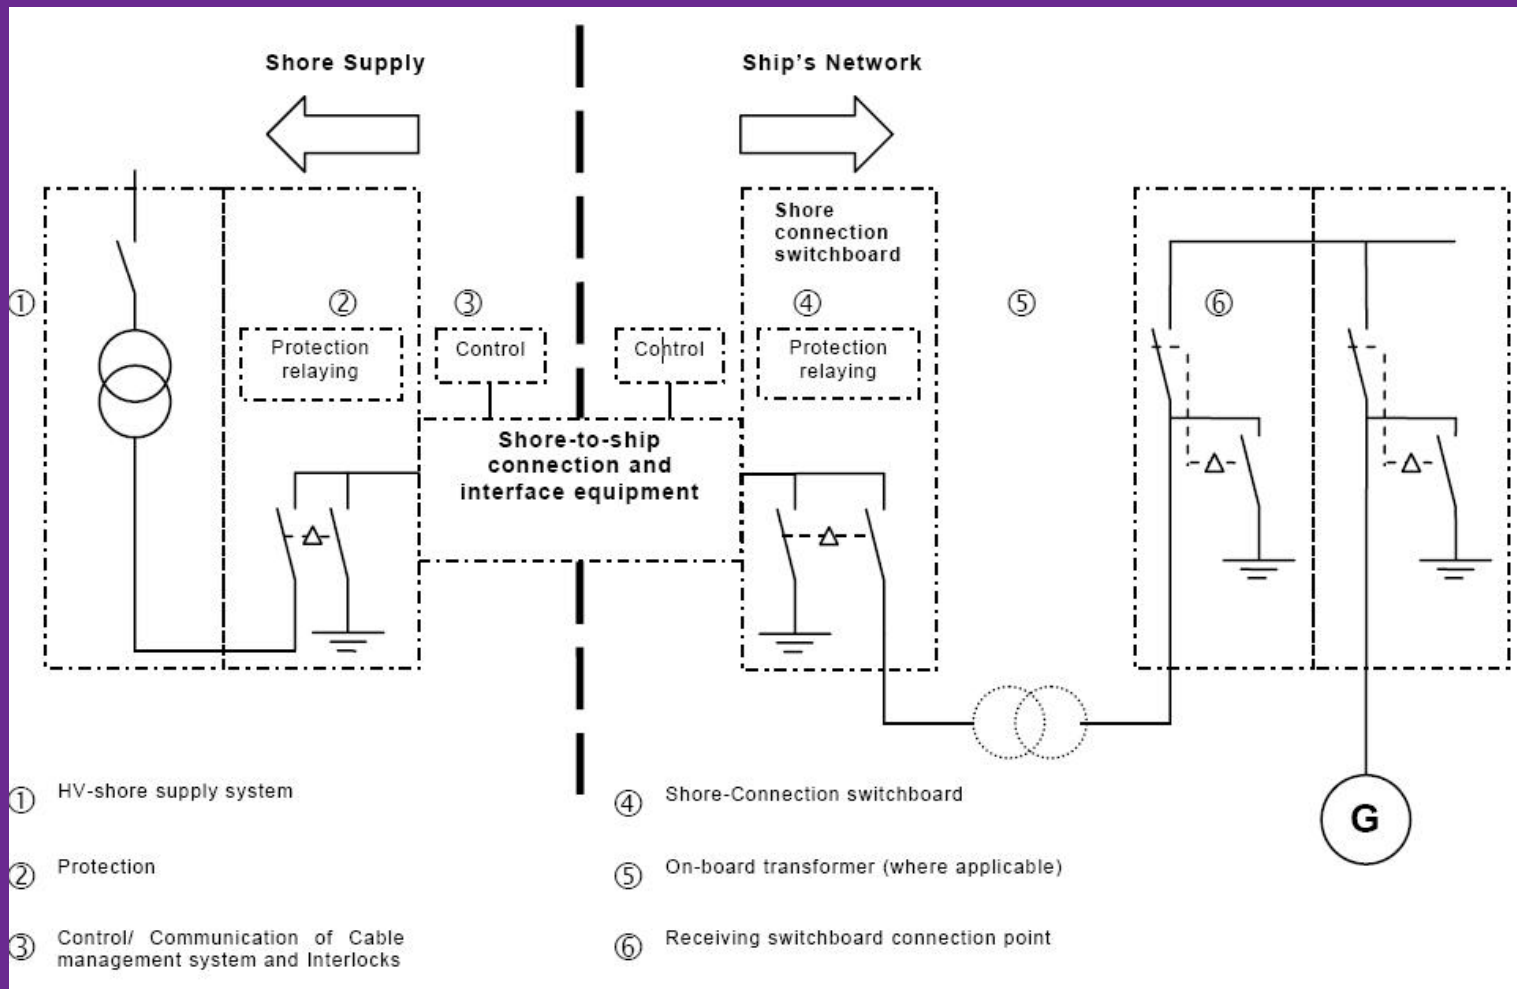 Shore Supply
Ship's Network
Shore
connection
switchboard
①
②
③
④
⑤
⑥
Protection
relaying
Control
Control
Protection
relaying
Shore-to-ship
connection and
interface equipment
G
① HV-shore supply system
② Protection
③ Control/ Communication of Cable
management system and Interlocks
④ Shore-Connection switchboard
⑤ On-board transformer (where applicable)
⑥ Receiving switchboard connection point